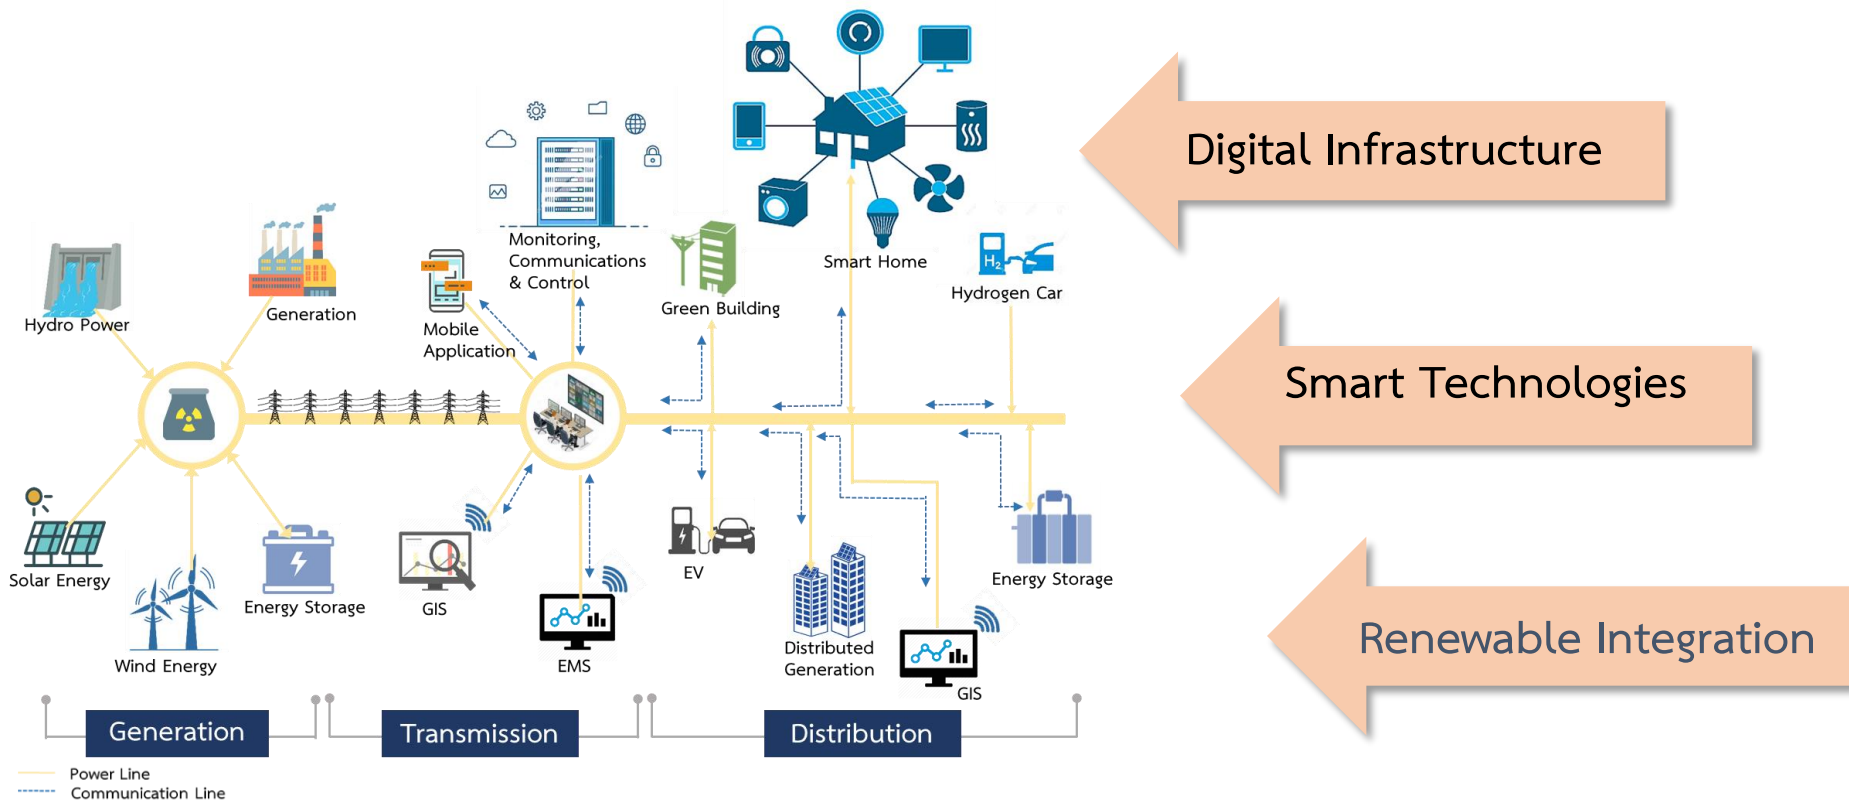 Digital Infrastructure
Monitoring,
Communications
& Control
Smart Home
H₂
Hydrogen Car
Green Building
Hydro Power
Generation
Mobile
Application
Smart Technologies
Solar Energy
Wind Energy
Energy Storage
GIS
EMS
EV
Distributed
Generation
GIS
Energy Storage
Renewable Integration
Generation
Transmission
Distribution
Power Line
Communication Line